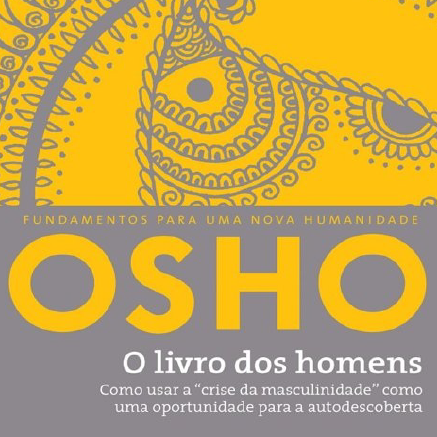 FUNDAMENTOS PARA UMA NOVA HUMANIDADE
OSHO
O livro dos homens
Como usar a “crise da masculinidade” como
uma oportunidade para a autodescoberta